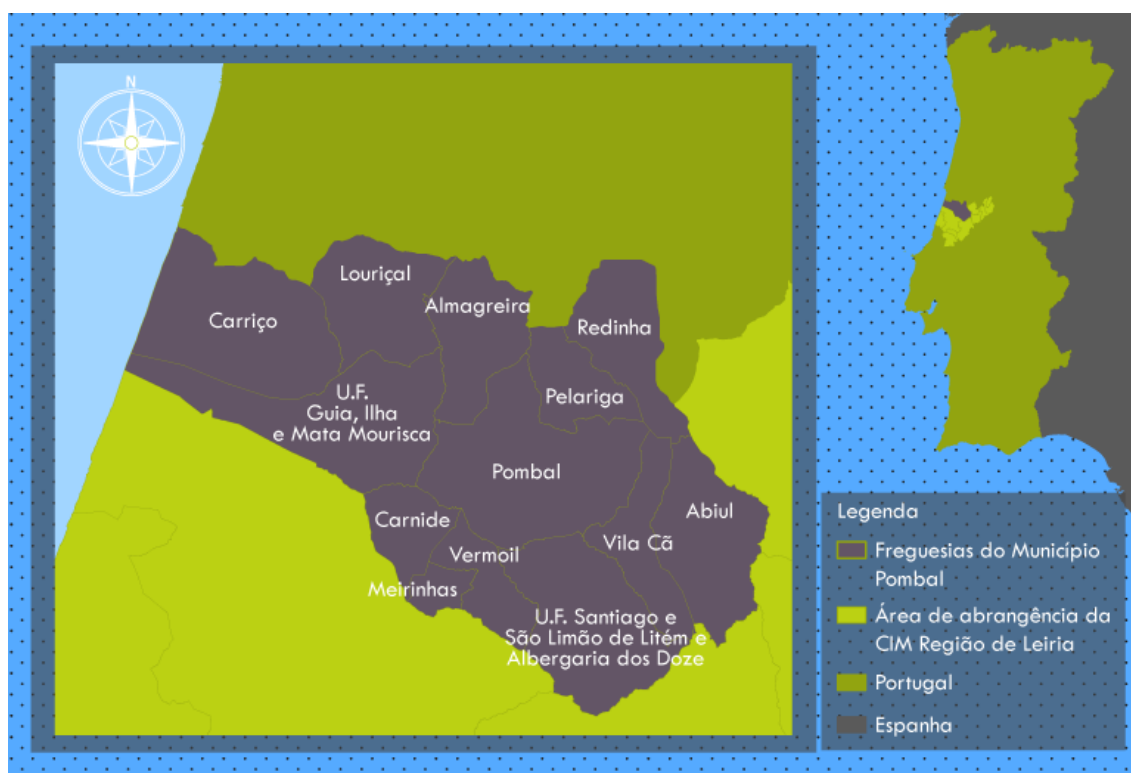 N
Louriçal
Almagreira
Carriço
Redinha
U.F.
Guia, Ilha
e Mata Mourisca
Pelariga
Pombal
Carnide
Vermoil
Meirinhas
Vila Cã
Abiul
U.F. Santiago e
São Limão de Litém e
Albergaria dos Doze
Legenda
Freguesias do Município
Pombal
Área de abrangência da
CIM Região de Leiria
Portugal
Espanha